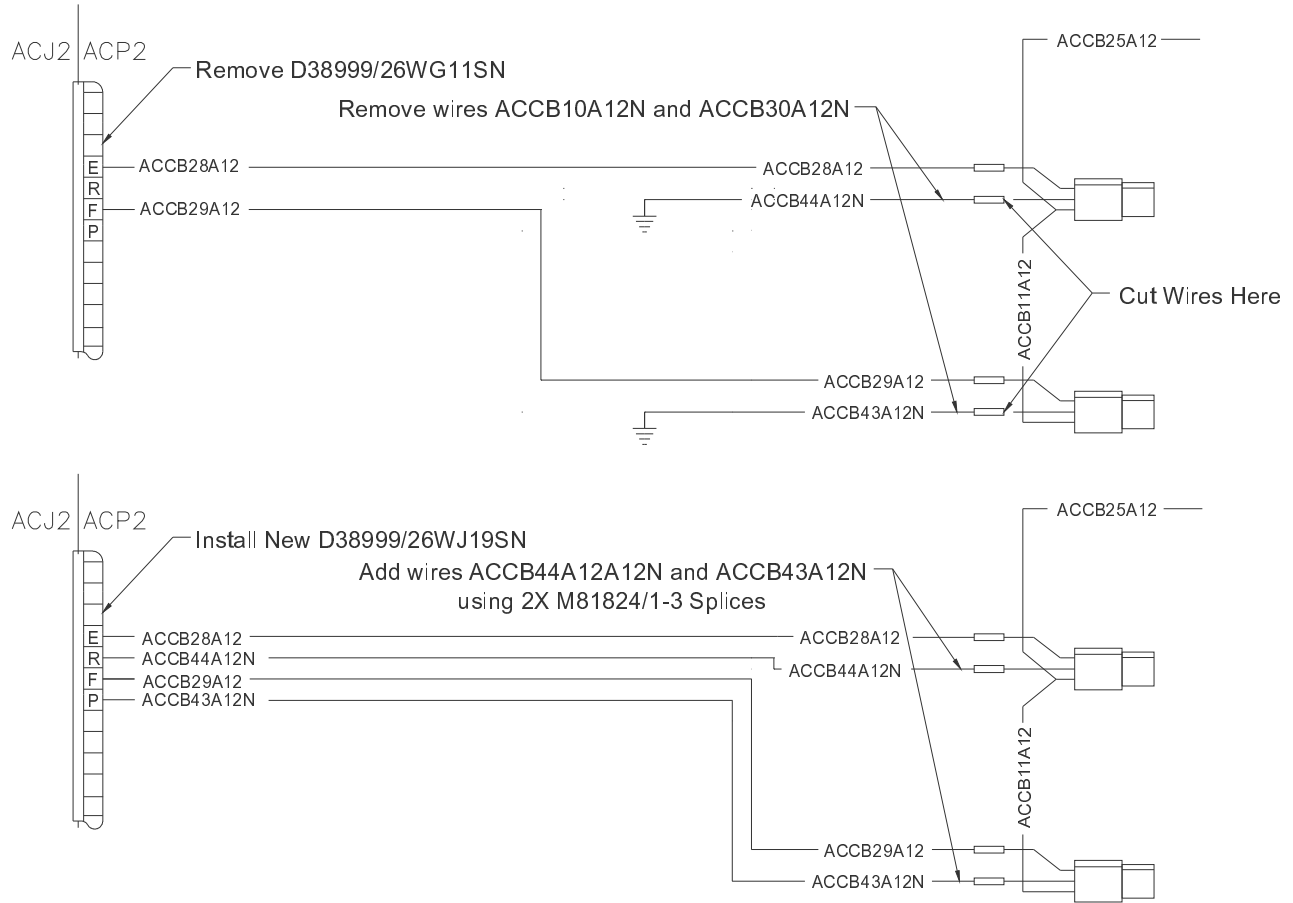 ACJ2 ACP2
ACCB25A12
Remove D38999/26WG11SN
Remove wires ACCB10A12N and ACCB30A12N
E ACCB28A12 ACCB28A12
R
ACCB44A12N
F ACCB29A12
P
ACCB11A12
Cut Wires Here
ACCB29A12
ACCB43A12N
ACJ2 ACP2
ACCB25A12
Install New D38999/26WJ19SN
Add wires ACCB44A12A12N and ACCB43A12N
using 2X M81824/1-3 Splices
E ACCB28A12 ACCB28A12
R ACCB44A12N ACCB44A12N
F ACCB29A12
P ACCB43A12N
ACCB11A12
ACCB29A12
ACCB43A12N